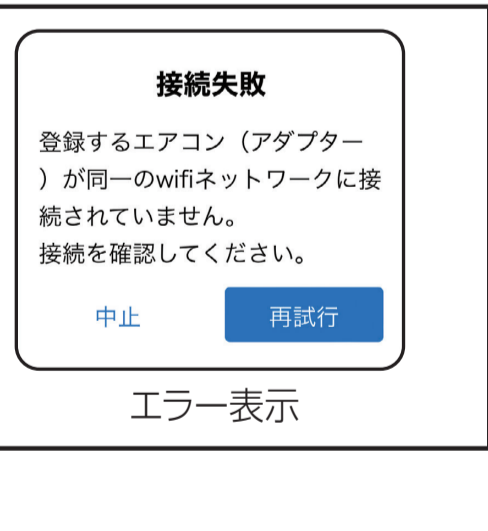 接続失敗
登録するエアコン（アダプター
）が同一のwifiネットワークに接
続されていません。
接続を確認してください。
中止
再試行
エラー表示